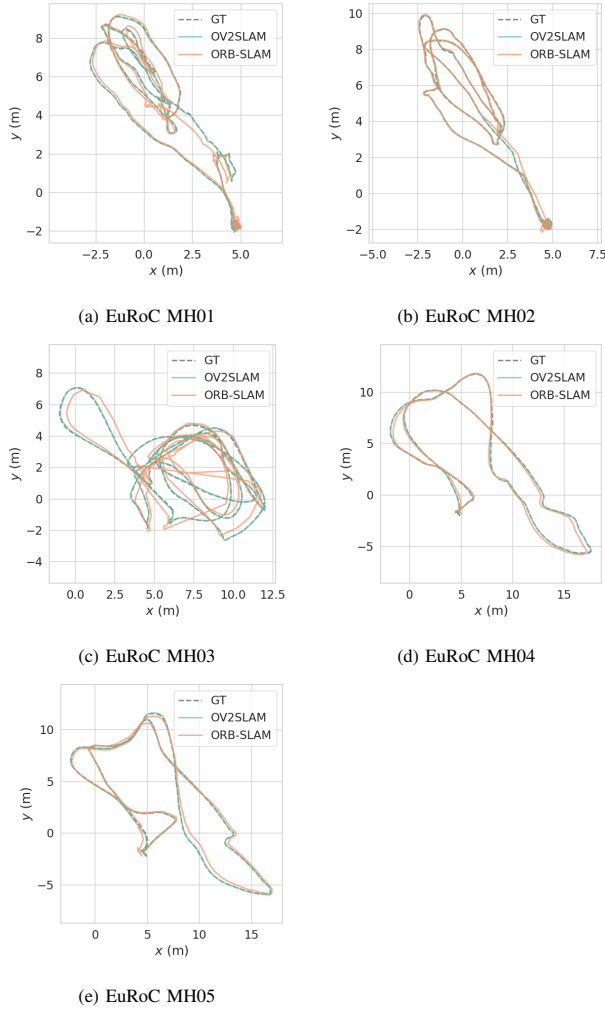 8
6
4
2
0
−2
y (m)
−2.5 0.0 2.5 5.0
x (m)
GT
OV2SLAM
ORB-SLAM
(a) EuRoC MH01
10
8
6
4
2
0
−2
y (m)
−5.0 −2.5 0.0 2.5 5.0 7.5
x (m)
GT
OV2SLAM
ORB-SLAM
(b) EuRoC MH02
8
6
4
2
0
−2
−4
y (m)
0.0 2.5 5.0 7.5 10.0 12.5
x (m)
GT
OV2SLAM
ORB-SLAM
(c) EuRoC MH03
10
5
0
−5
y (m)
0 5 10 15
x (m)
GT
OV2SLAM
ORB-SLAM
(d) EuRoC MH04
10
5
0
−5
y (m)
0 5 10 15
x (m)
GT
OV2SLAM
ORB-SLAM
(e) EuRoC MH05